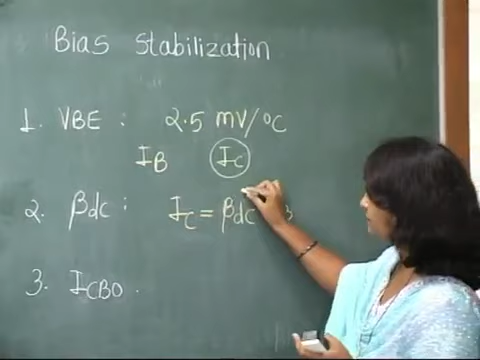 Bias Stabilization
1. VBE : 2.5 mV/°C
IB IC
2. βdc : IC = βdc
3. ICBO .